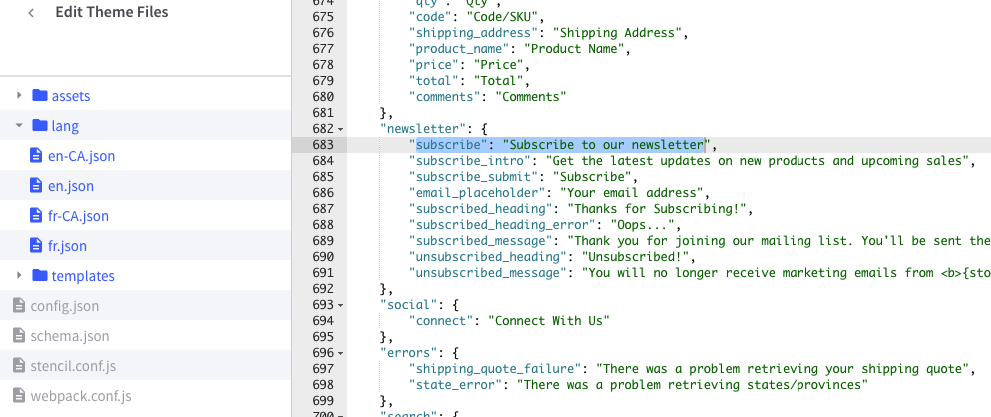 Edit Theme Files
assets
lang
en-CA.json
en.json
fr-CA.json
fr.json
templates
config.json
schema.json
stencil.conf.js
webpack.conf.js
674 "qty": "Qty",
675 "code": "Code/SKU",
676 "shipping_address": "Shipping Address",
677 "product_name": "Product Name",
678 "price": "Price",
679 "total": "Total",
680 "comments": "Comments"
681 },
682 "newsletter": {
683 "subscribe": "Subscribe to our newsletter",
684 "subscribe_intro": "Get the latest updates on new products and upcoming sales",
685 "subscribe_submit": "Subscribe",
686 "email_placeholder": "Your email address",
687 "subscribed_heading": "Thanks for Subscribing!",
688 "subscribed_heading_error": "Oops...",
689 "subscribed_message": "Thank you for joining our mailing list. You'll be sent the
690 "unsubscribed_heading": "Unsubscribed!",
691 "unsubscribed_message": "You will no longer receive marketing emails from <b>{sto
692 },
693 "social": {
694 "connect": "Connect With Us"
695 },
696 "errors": {
697 "shipping_quote_failure": "There was a problem retrieving your shipping quote",
698 "state_error": "There was a problem retrieving states/provinces"
699 },
700 "search": {